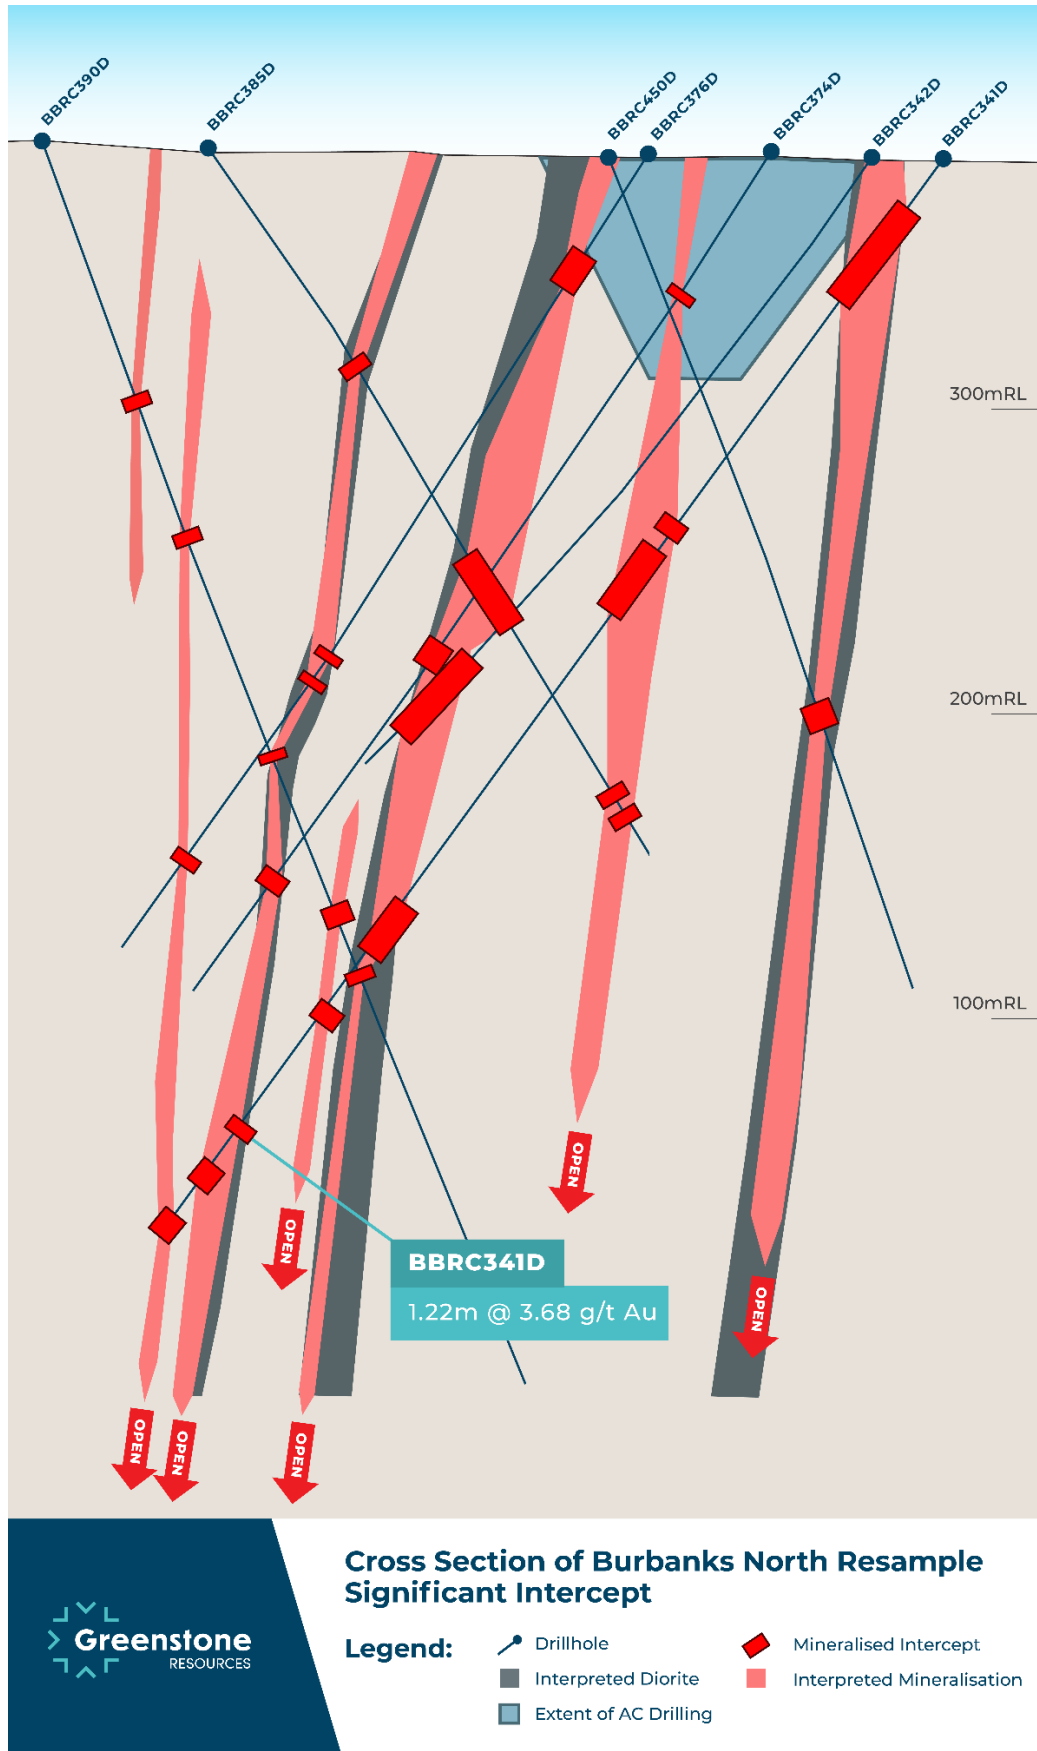 BBRC390D
BBRC385D
BBRC450D
BBRC376D
BBRC374D
BBRC342D
BBRC341D
300mRL
200mRL
100mRL
OPEN
OPEN
BBRC341D
1.22m @ 3.68 g/t Au
OPEN
OPEN
OPEN
OPEN
Cross Section of Burbanks North Resample
Significant Intercept
Greenstone
RESOURCES
Legend:
Drillhole
Mineralised Intercept
Interpreted Diorite
Interpreted Mineralisation
Extent of AC Drilling